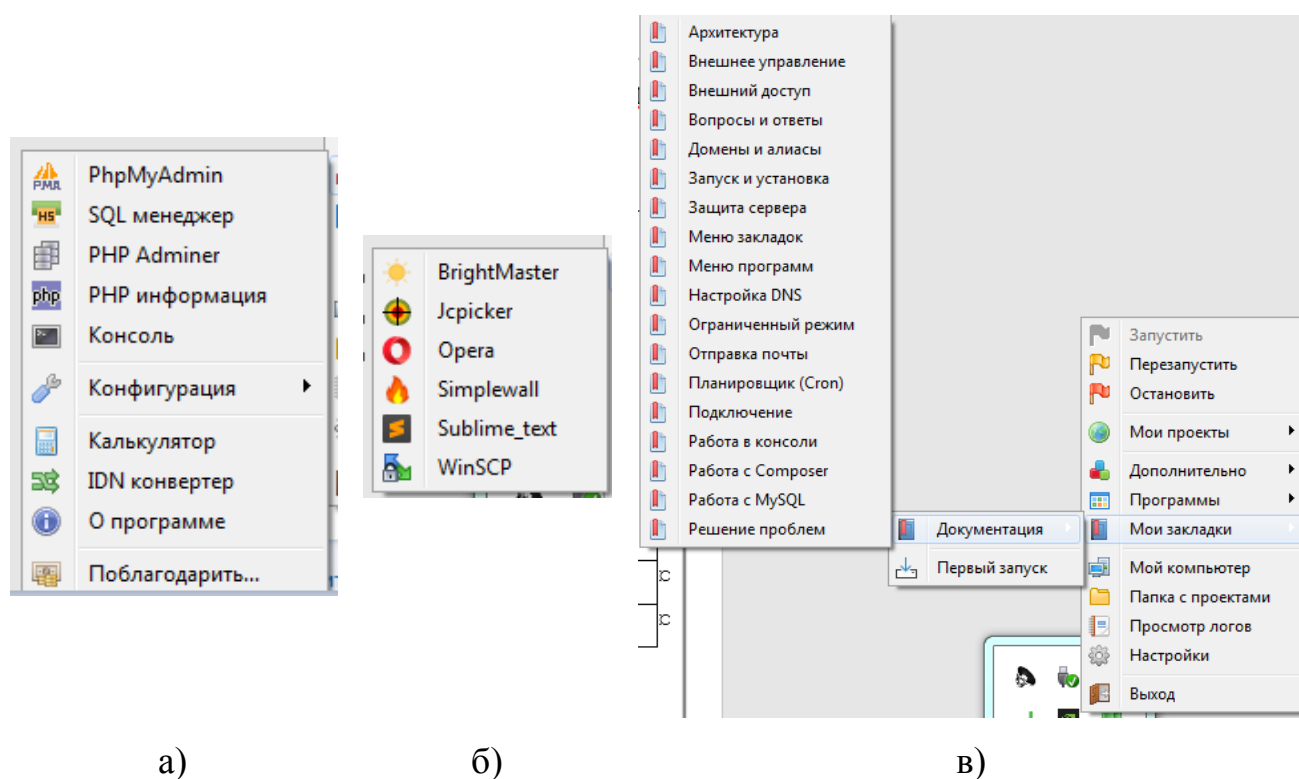 PhpMyAdmin
SQL менеджер
PHP Adminer
PHP информация
Консоль
Конфигурация
Калькулятор
IDN конвертер
О программе
Поблагодарить...
BrightMaster
Jcpicker
Opera
Simplewall
Sublime_text
WinSCP
Архитектура
Внешнее управление
Внешний доступ
Вопросы и ответы
Домены и алиасы
Запуск и установка
Защита сервера
Меню закладок
Меню программ
Настройка DNS
Ограниченный режим
Отправка почты
Планировщик (Cron)
Подключение
Работа в консоли
Работа с Composer
Работа с MySQL
Решение проблем
Документация
Первый запуск
Запустить
Перезапустить
Остановить
Мои проекты
Дополнительно
Программы
Мои закладки
Мой компьютер
Папка с проектами
Просмотр логов
Настройки
Выход
а) б) в)